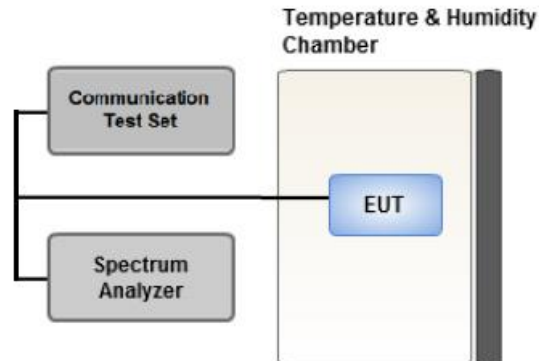 Temperature & Humidity
Chamber
Communication
Test Set
EUT
Spectrum
Analyzer